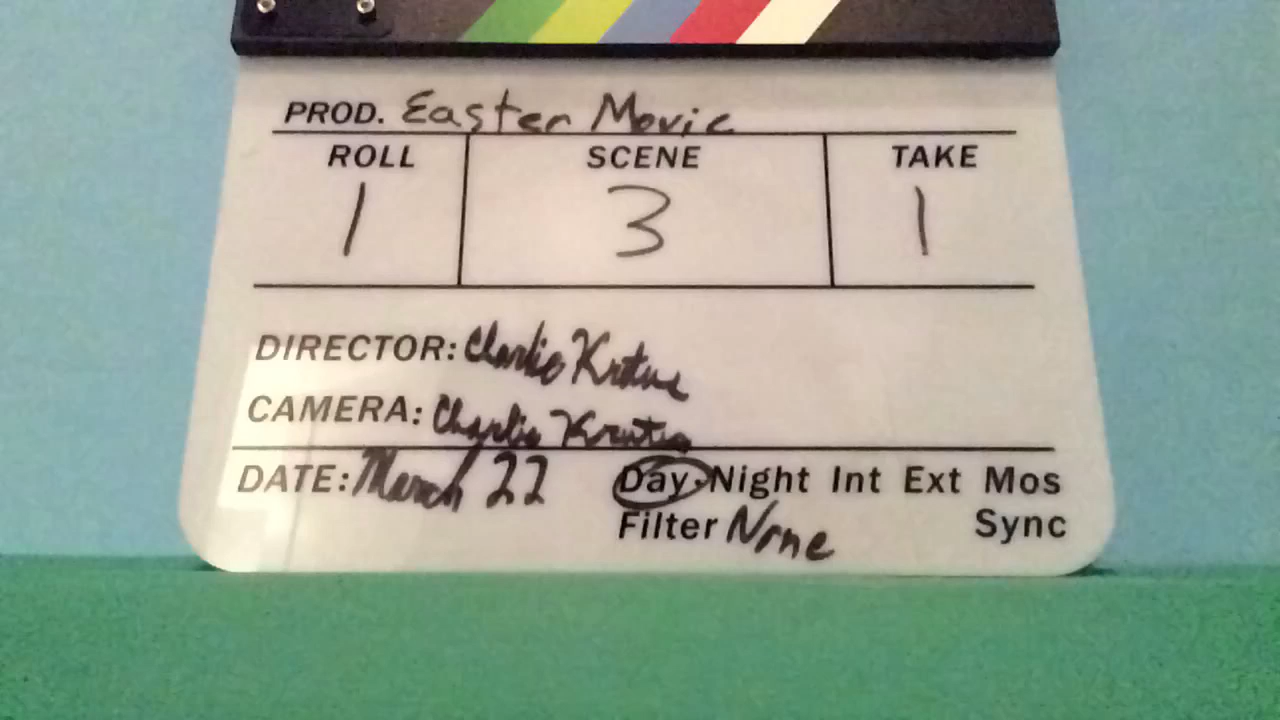 PROD. Easter Movie
ROLL SCENE TAKE
1 3 1
DIRECTOR: Charlie
CAMERA: Charlie
DATE: March 22 Day•Night Int Ext Mos
Filter None Sync